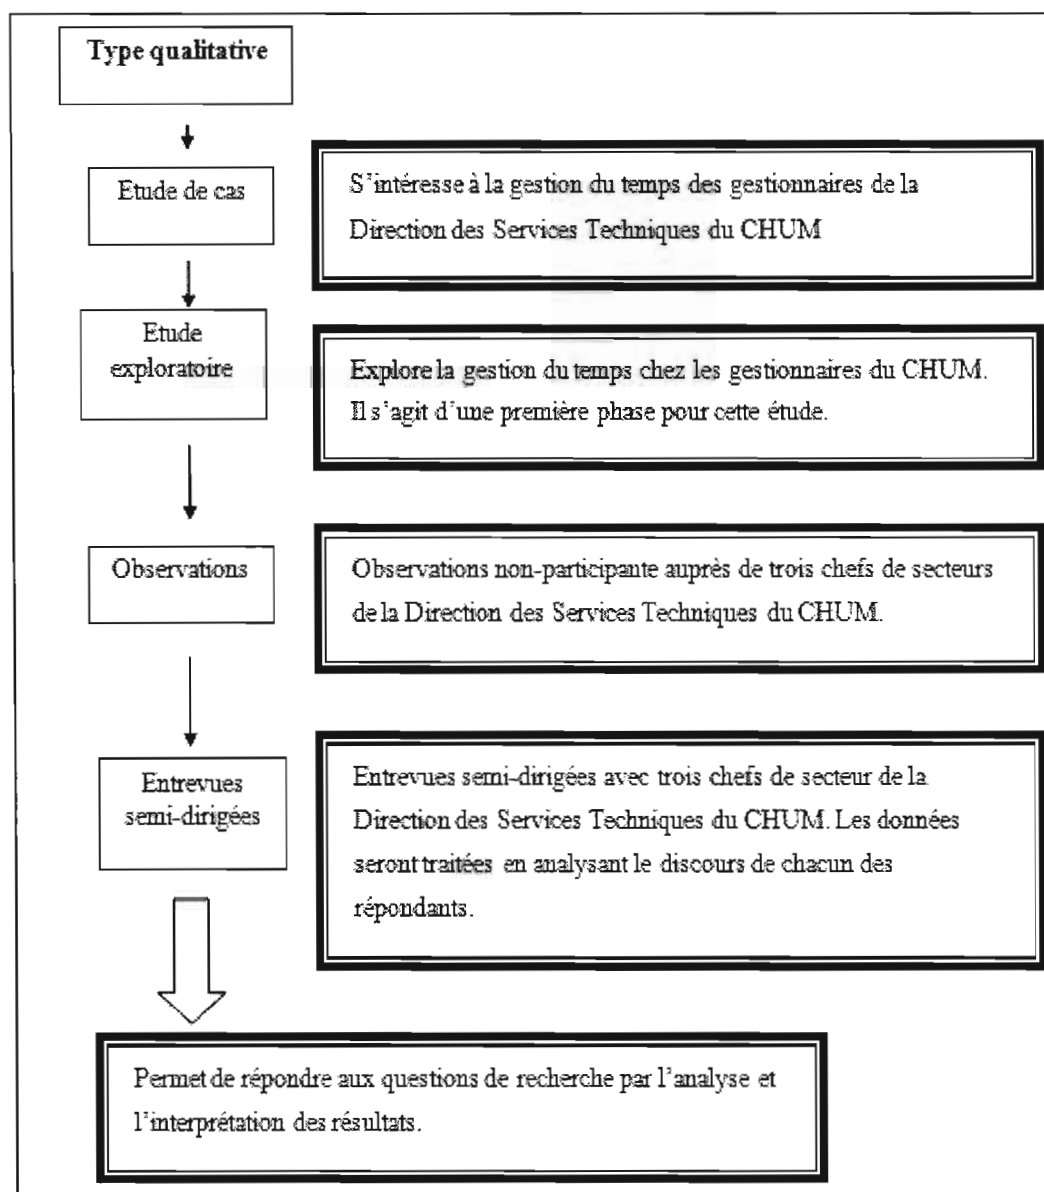 Type qualitative
Etude de cas
S'intéresse à la gestion du temps des gestionnaires de la
Direction des Services Techniques du CHUM
Etude
exploratoire
Explore la gestion du temps chez les gestionnaires du CHUM.
Il s'agit d'une première phase pour cette étude.
Observations
Observations non-participante auprès de trois chefs de secteurs
de la Direction des Services Techniques du CHUM.
Entrevues
semi-dirigées
Entrevues semi-dirigées avec trois chefs de secteur de la
Direction des Services Techniques du CHUM. Les données
seront traitées en analysant le discours de chacun des
répondants.
Permet de répondre aux questions de recherche par l'analyse et
l'interprétation des résultats.